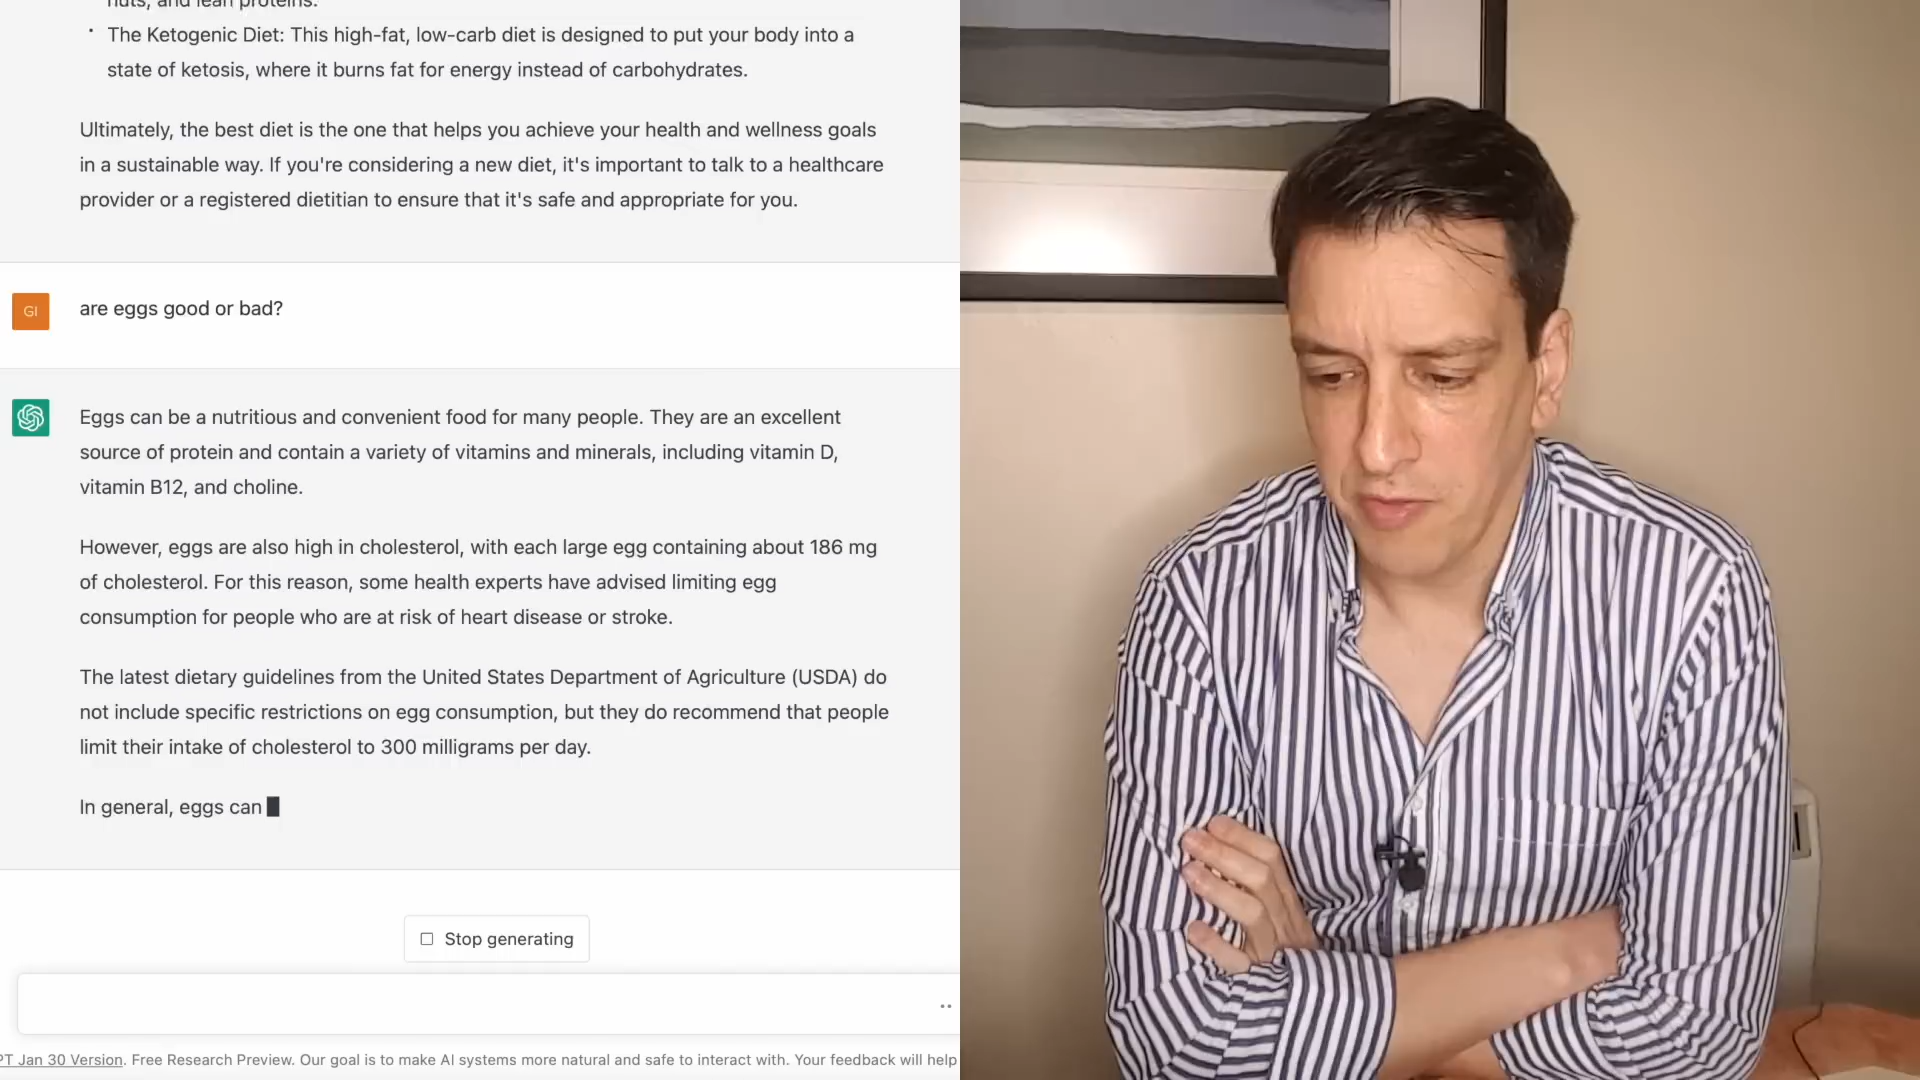 nuts, and lean proteins.
• The Ketogenic Diet: This high-fat, low-carb diet is designed to put your body into a
state of ketosis, where it burns fat for energy instead of carbohydrates.
Ultimately, the best diet is the one that helps you achieve your health and wellness goals
in a sustainable way. If you're considering a new diet, it's important to talk to a healthcare
provider or a registered dietitian to ensure that it's safe and appropriate for you.
GI
are eggs good or bad?
Eggs can be a nutritious and convenient food for many people. They are an excellent
source of protein and contain a variety of vitamins and minerals, including vitamin D,
vitamin B12, and choline.
However, eggs are also high in cholesterol, with each large egg containing about 186 mg
of cholesterol. For this reason, some health experts have advised limiting egg
consumption for people who are at risk of heart disease or stroke.
The latest dietary guidelines from the United States Department of Agriculture (USDA) do
not include specific restrictions on egg consumption, but they do recommend that people
limit their intake of cholesterol to 300 milligrams per day.
In general, eggs can
Stop generating
PT Jan 30 Version. Free Research Preview. Our goal is to make AI systems more natural and safe to interact with. Your feedback will help